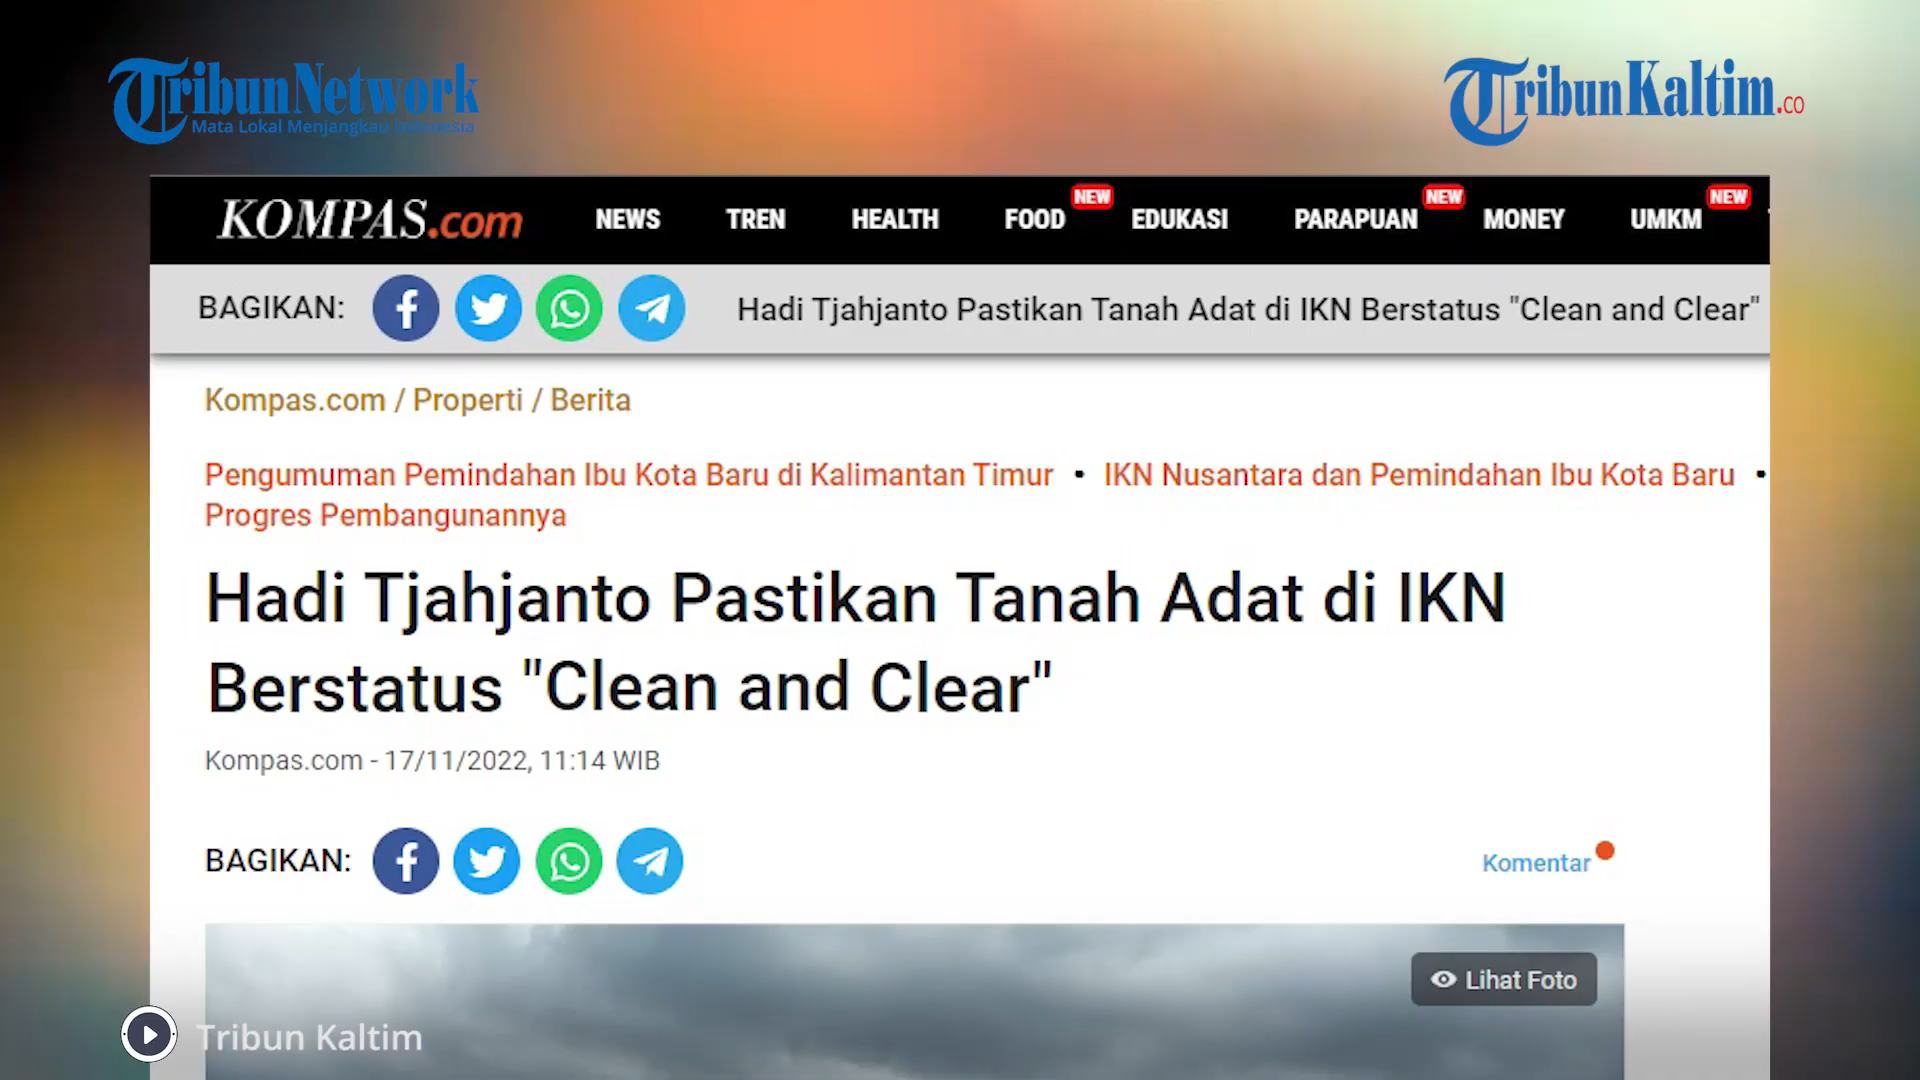 TribunNetwork
Mata Lokal Menjangkau Indonesia
TribunKaltim.co
KOMPAS.com
NEWS
TREN
HEALTH
FOOD
NEW
EDUKASI
PARAPUAN
NEW
MONEY
UMKM
NEW
BAGIKAN:
Hadi Tjahjanto Pastikan Tanah Adat di IKN Berstatus "Clean and Clear"
Kompas.com / Properti / Berita
Pengumuman Pemindahan Ibu Kota Baru di Kalimantan Timur • IKN Nusantara dan Pemindahan Ibu Kota Baru •
Progres Pembangunannya
Hadi Tjahjanto Pastikan Tanah Adat di IKN
Berstatus "Clean and Clear"
Kompas.com - 17/11/2022, 11:14 WIB
BAGIKAN:
Komentar
Lihat Foto
Tribun Kaltim